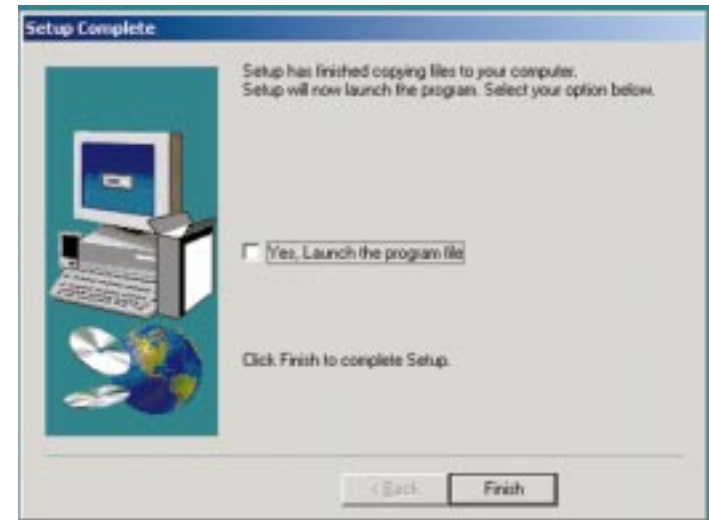 Setup Complete
Setup has finished copying files to your computer.
Setup will now launch the program. Select your option below.
Yes, Launch the program file
Click Finish to complete Setup.
< Back
Finish